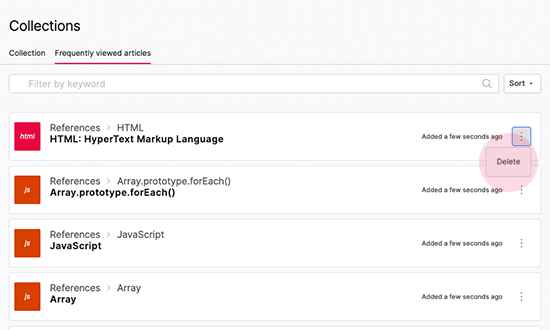 Collections
Collection Frequently viewed articles
Filter by keyword Sort
html References > HTML
HTML: HyperText Markup Language Added a few seconds ago
Delete
js References > Array.prototype.forEach()
Array.prototype.forEach() Added a few seconds ago
js References > JavaScript
JavaScript Added a few seconds ago
js References > Array
Array Added a few seconds ago